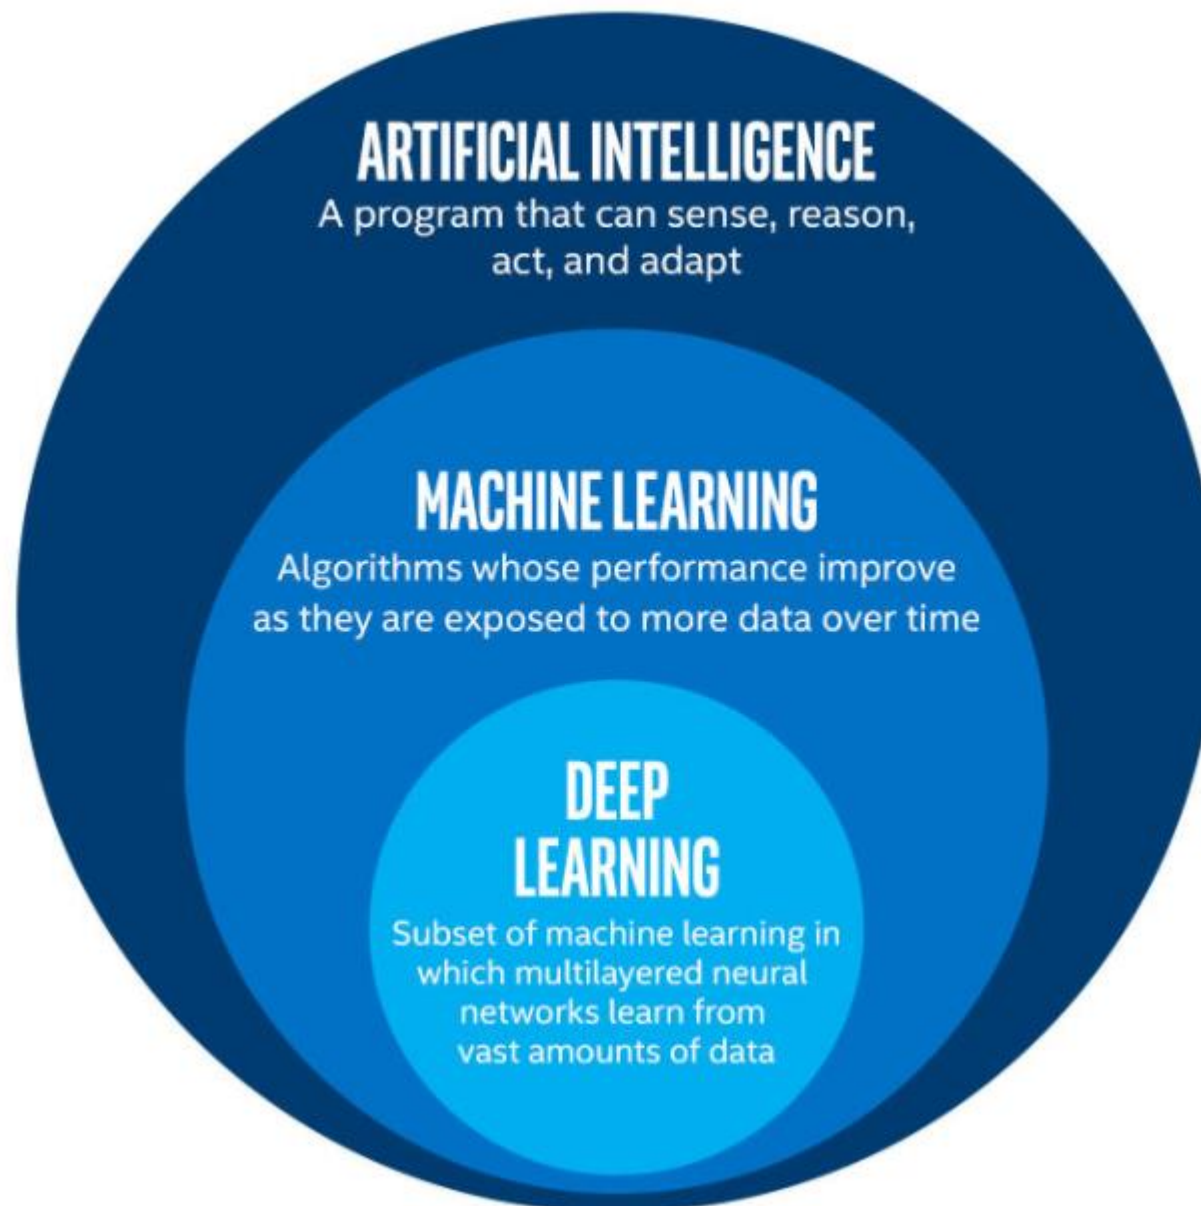 ARTIFICIAL INTELLIGENCE
A program that can sense, reason,
act, and adapt
MACHINE LEARNING
Algorithms whose performance improve
as they are exposed to more data over time
DEEP
LEARNING
Subset of machine learning in
which multilayered neural
networks learn from
vast amounts of data